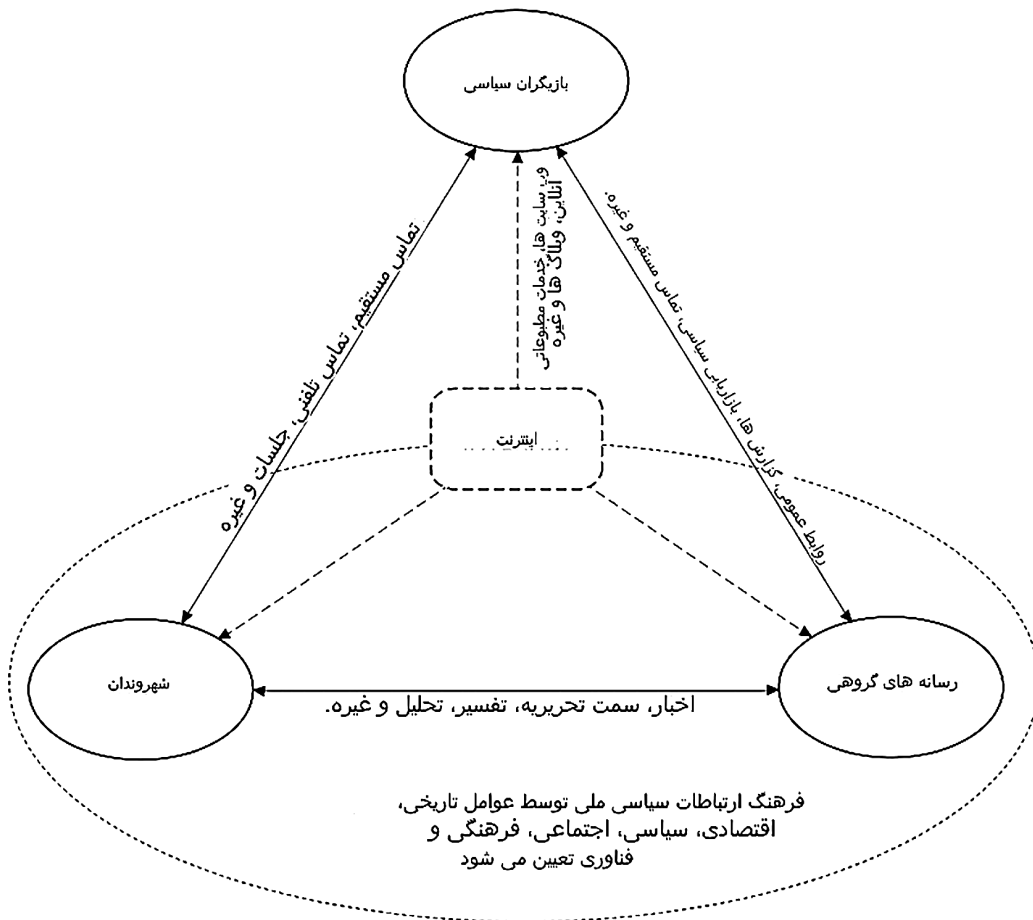 بازیگران سیاسی
وب سایت ها، خدمات مطبوعاتی
آنلاین، وبلاگ ها و غیره
تماس مستقیم، تماس تلفنی، جلسات و غیره
روابط عمومی، گزارش ها، بازاریابی سیاسی، تماس مستقیم و غیره.
اینترنت
شهروندان
رسانه های گروهی
اخبار، سمت تحریریه، تفسیر، تحلیل و غیره.
فرهنگ ارتباطات سیاسی ملی توسط عوامل تاریخی،
اقتصادی، سیاسی، اجتماعی، فرهنگی و
فناوری تعیین می شود